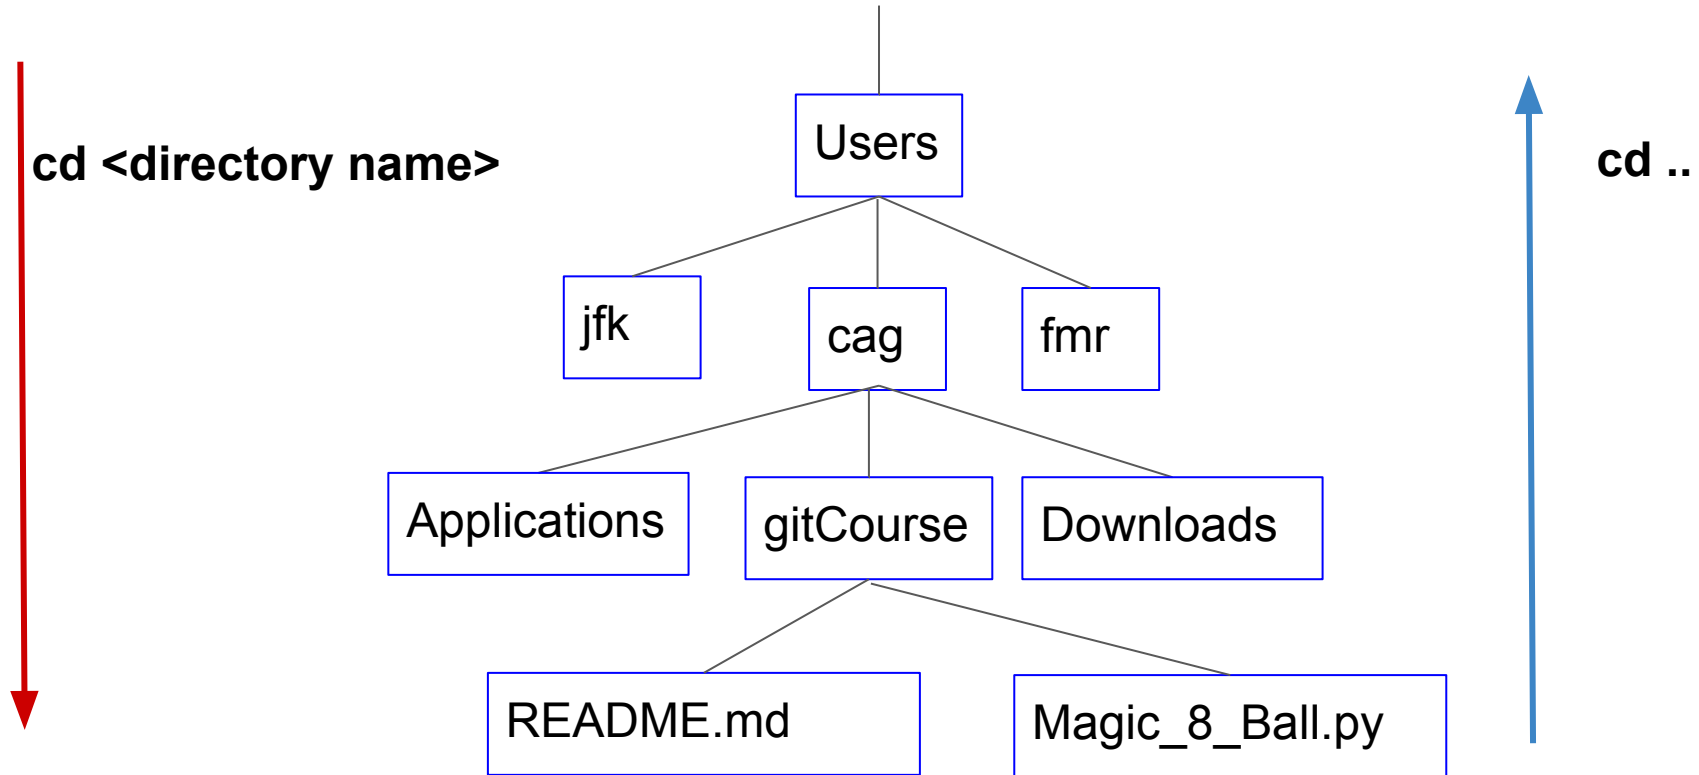 Users
cd <directory name>
cd ..
jfk
cag
fmr
Applications
gitCourse
Downloads
README.md
Magic_8_Ball.py